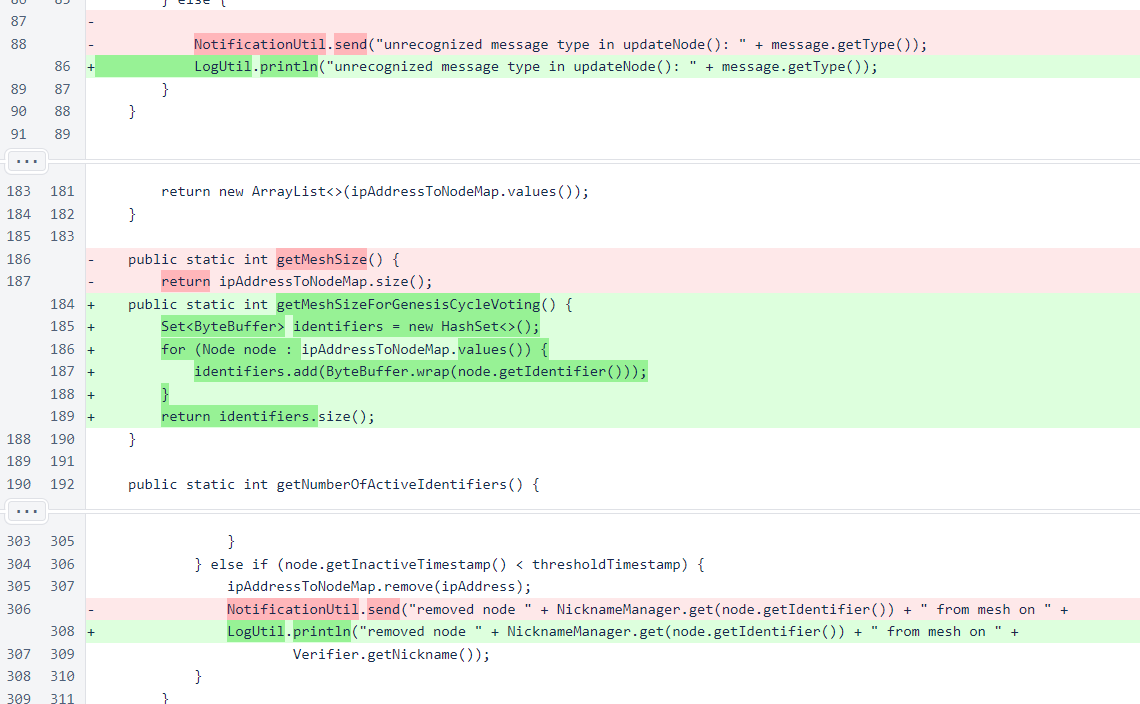 86 85 } else {
87 -
88 - NotificationUtil.send("unrecognized message type in updateNode(): " + message.getType());
86 + LogUtil.println("unrecognized message type in updateNode(): " + message.getType());
89 87 }
90 88 }
91 89
...
183 181 return new ArrayList<>(ipAddressToNodeMap.values());
184 182 }
185 183
186 - public static int getMeshSize() {
187 - return ipAddressToNodeMap.size();
184 + public static int getMeshSizeForGenesisCycleVoting() {
185 + Set<ByteBuffer> identifiers = new HashSet<>();
186 + for (Node node : ipAddressToNodeMap.values()) {
187 + identifiers.add(ByteBuffer.wrap(node.getIdentifier()));
188 + }
189 + return identifiers.size();
188 190 }
189 191
190 192 public static int getNumberOfActiveIdentifiers() {
...
303 305 }
304 306 } else if (node.getInactiveTimestamp() < thresholdTimestamp) {
305 307 ipAddressToNodeMap.remove(ipAddress);
306 - NotificationUtil.send("removed node " + NicknameManager.get(node.getIdentifier()) + " from mesh on " +
308 + LogUtil.println("removed node " + NicknameManager.get(node.getIdentifier()) + " from mesh on " +
307 309 Verifier.getNickname());
308 310 }
309 311 }